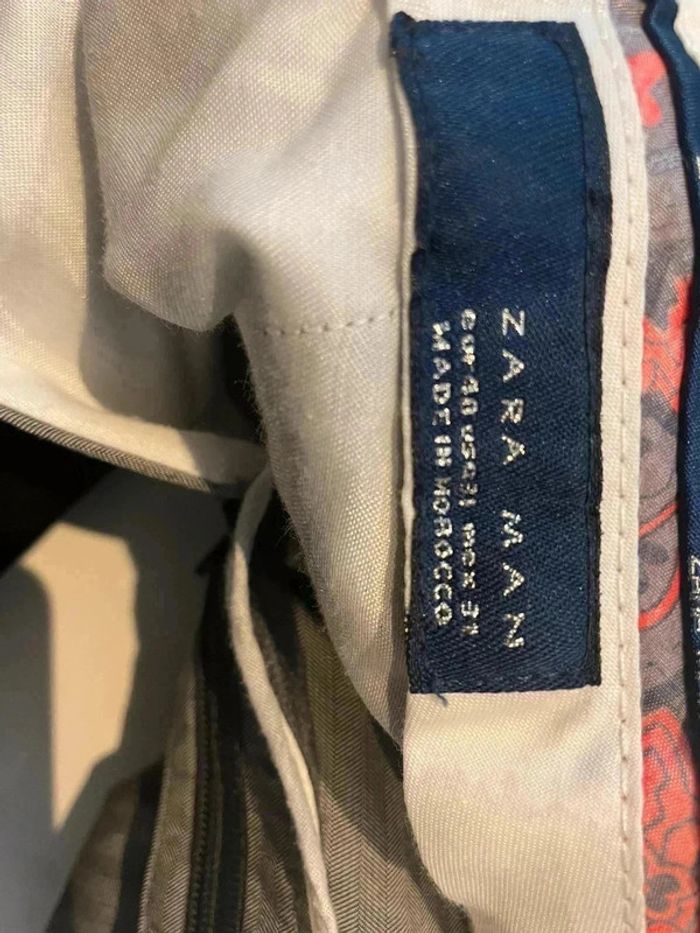 ZARA MAN
eur 40 usa 31 mex 31
MADE IN MOROCCO